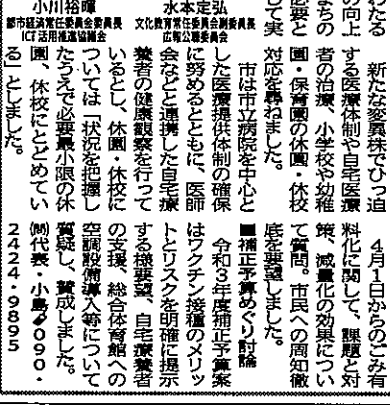 わたる
の向上
まちの
必要と
して実
小川裕暉
都市経済常任委員会委員長
ICT活用推進協議会
水本定弘
文化教育常任委員会副委員長
広報公聴委員会
新たな変異株でひっ迫
する医療体制や自宅医療
者の治療、小学校や幼稚
園・保育園の休園・休校
対応を尋ねました。
市は市立病院を中心と
した医療提供体制の確保
に努めるとともに、医師
会などと連携した自宅療
養者の健康観察を行って
いるとし、休園・休校に
ついては「状況を把握し
たうえで必要最小限の休
園、休校にとどめてい
る」としました。
4月1日からのごみ有
料化に関して、課題と対
策、減量化の効果につい
て質問。市民への周知徹
底を要望しました。
■補正予算めぐり討論
令和3年度補正予算案
はワクチン接種のメリッ
トとリスクを明確に提示
する様要望、自宅療養者
の支援、総合体育館への
空調設備導入等について
質疑し、賛成しました。
㈹代表・小島090・
2424・9895